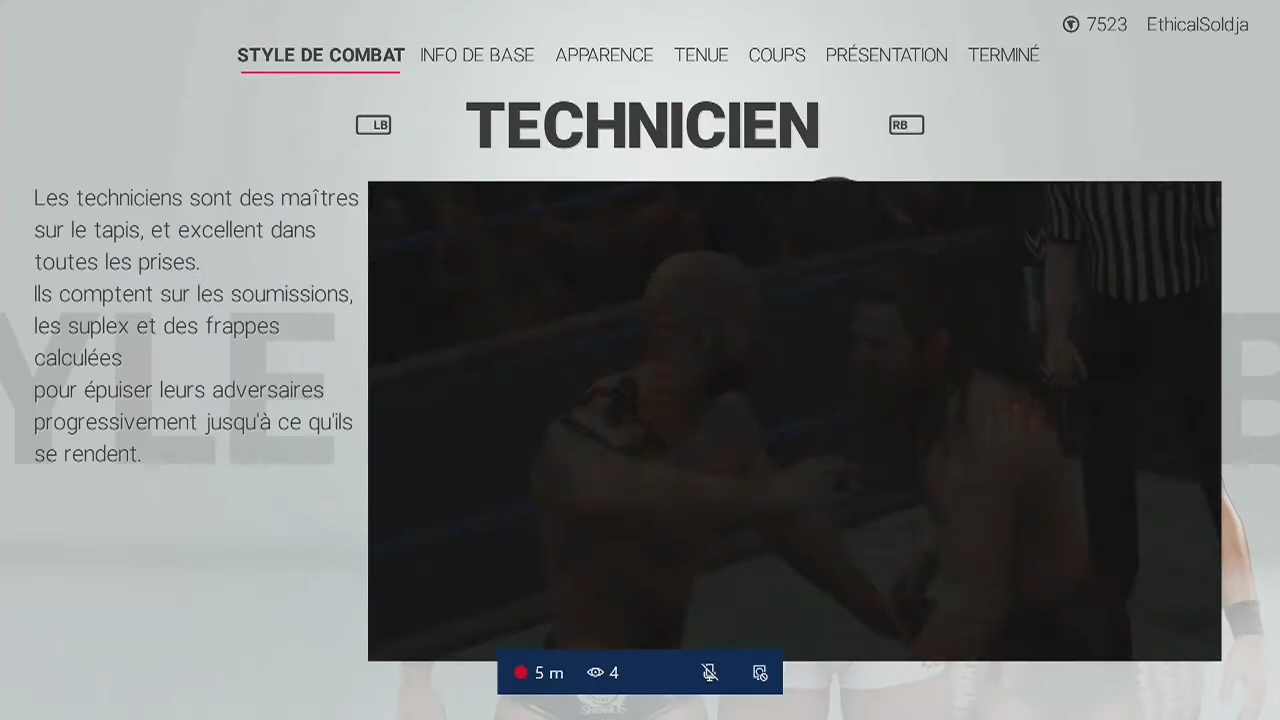 7523 EthicalSoldja
STYLE DE COMBAT INFO DE BASE APPARENCE TENUE COUPS PRÉSENTATION TERMINÉ
LB TECHNICIEN RB
Les techniciens sont des maîtres
sur le tapis, et excellent dans
toutes les prises.
Ils comptent sur les soumissions,
les suplex et des frappes
calculées
pour épuiser leurs adversaires
progressivement jusqu'à ce qu'ils
se rendent.
5 m 4